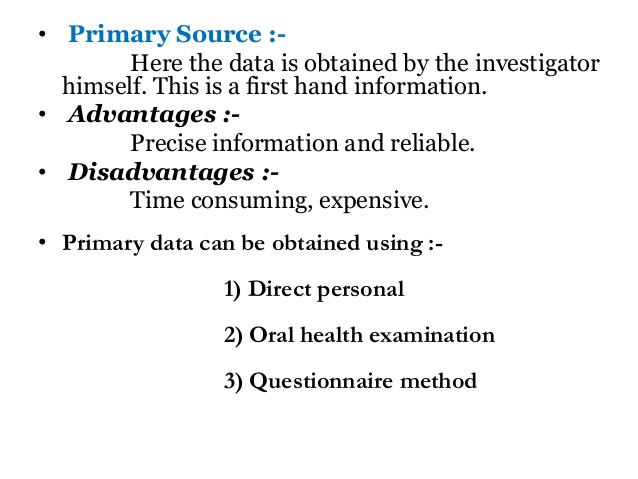 • Primary Source :-
Here the data is obtained by the investigator
himself. This is a first hand information.
• Advantages :-
Precise information and reliable.
• Disadvantages :-
Time consuming, expensive.
• Primary data can be obtained using :-
1) Direct personal
2) Oral health examination
3) Questionnaire method